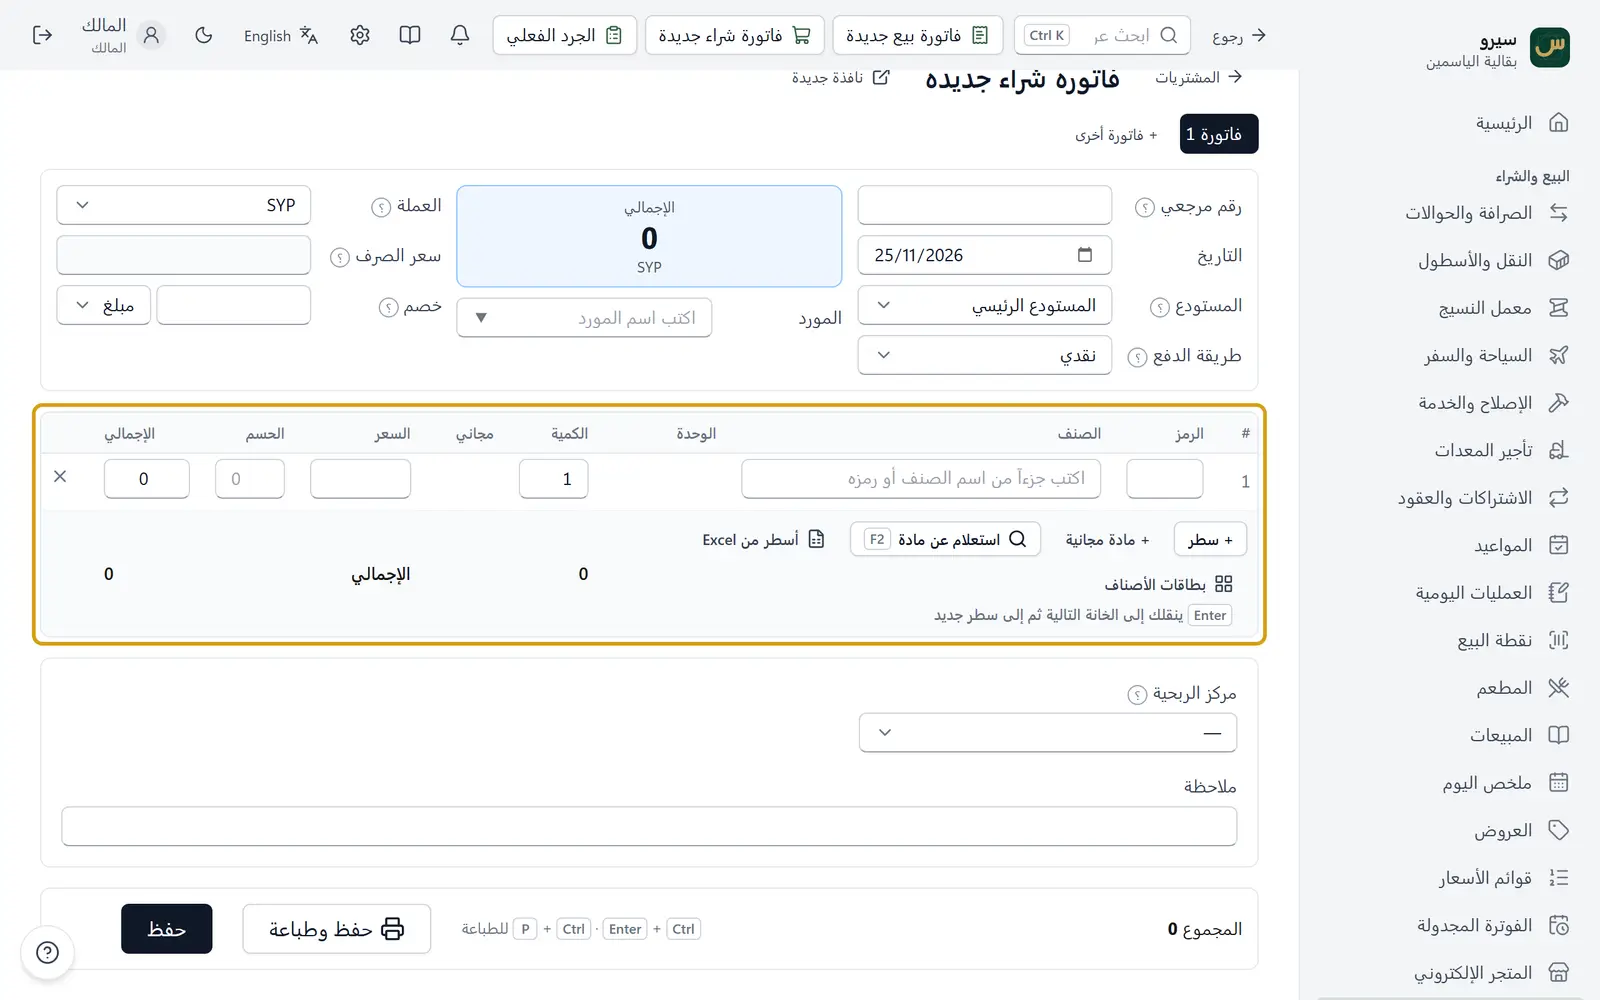 س
سيرو
بقالية الياسمين
رجوع
ابحث عر
Ctrl K
فاتورة بيع جديدة
فاتورة شراء جديدة
الجرد الفعلي
English
المالك
المالك
الرئيسية
البيع والشراء
الصرافة والحوالات
النقل والأسطول
معمل النسيج
السياحة والسفر
الإصلاح والخدمة
تأجير المعدات
الاشتراكات والعقود
المواعيد
العمليات اليومية
نقطة البيع
المطعم
المبيعات
ملخص اليوم
العروض
قوائم الأسعار
الفوترة المجدولة
المتجر الإلكتروني
المشتريات
فاتورة شراء جديدة
نافذة جديدة
فاتورة 1
+ فاتورة أخرى
رقم مرجعي ؟
التاريخ
25/11/2026
المستودع ؟
المستودع الرئيسي
طريقة الدفع ؟
نقدي
الإجمالي
0
SYP
المورد
اكتب اسم المورد
العملة ؟
SYP
سعر الصرف ؟
خصم ؟
مبلغ
# الرمز الصنف الوحدة الكمية مجاني السعر الحسم الإجمالي
1 اكتب جزءاً من اسم الصنف أو رمزه 1 0 0
+ سطر
+ مادة مجانية
استعلام عن مادة F2
أسطر من Excel
بطاقات الأصناف
Enter ينقلك إلى الخانة التالية ثم إلى سطر جديد
0 الإجمالي 0
مركز الربحية ؟
—
ملاحظة
المجموع 0
Ctrl + Enter · Ctrl + P للطباعة
حفظ وطباعة
حفظ
?